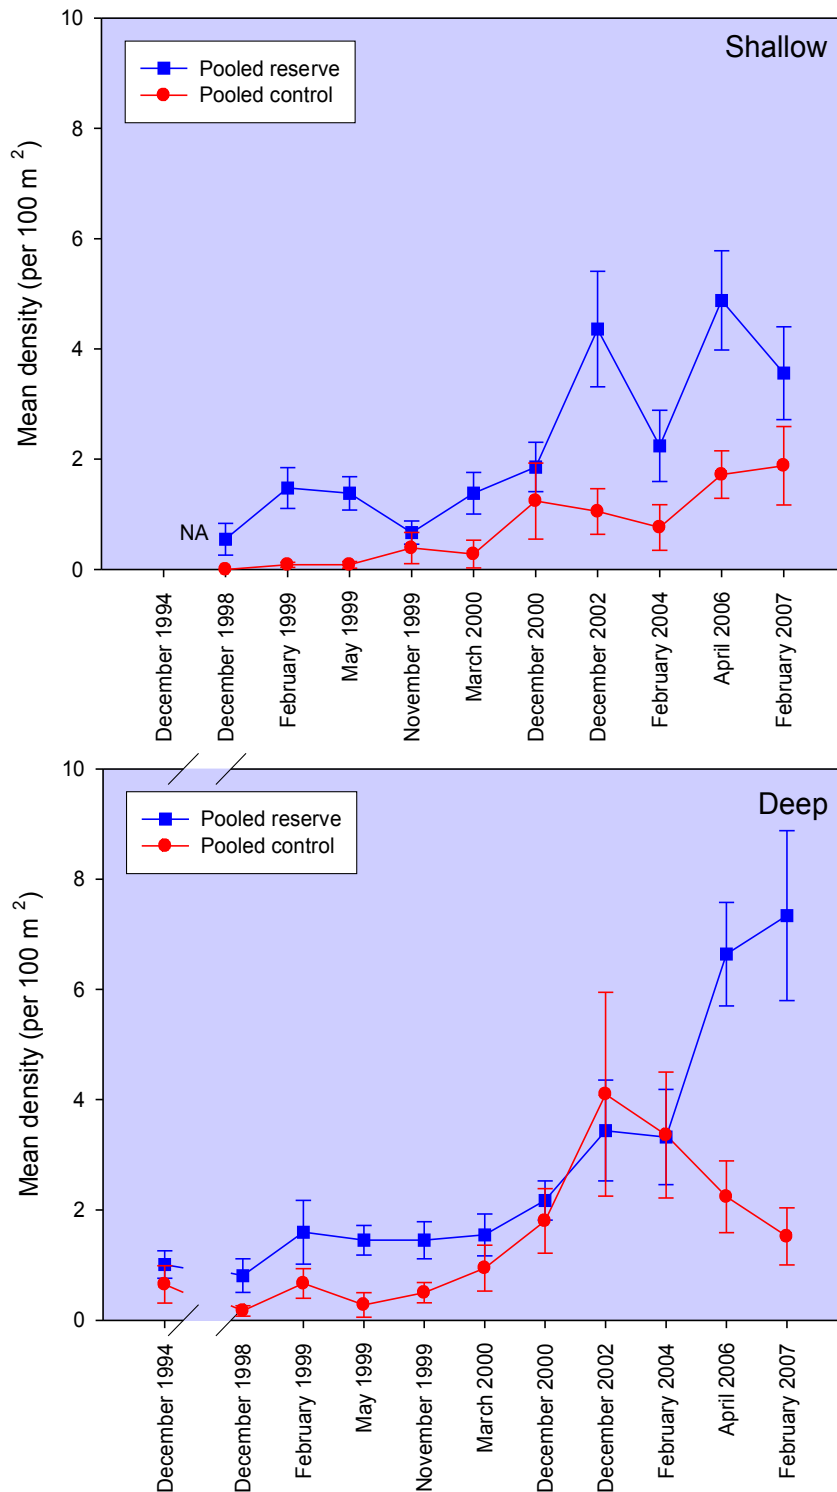 10
8
6
4
2
0
Mean density (per 100 m 2)
Shallow
Pooled reserve
Pooled control
NA
December 1994
December 1998
February 1999
May 1999
November 1999
March 2000
December 2000
December 2002
February 2004
April 2006
February 2007
10
8
6
4
2
0
Mean density (per 100 m 2)
Deep
Pooled reserve
Pooled control
December 1994
December 1998
February 1999
May 1999
November 1999
March 2000
December 2000
December 2002
February 2004
April 2006
February 2007